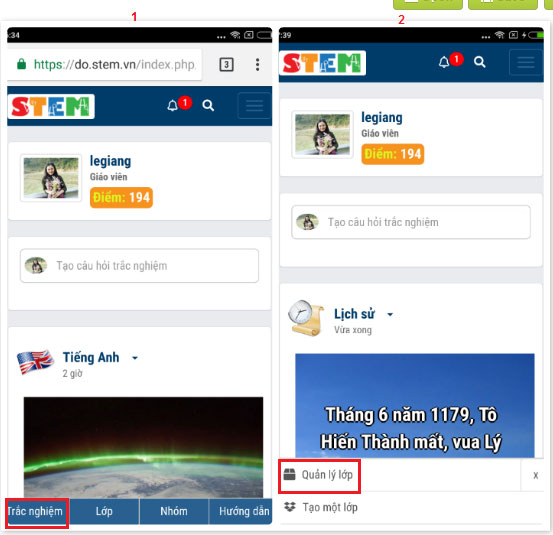 1
:34
https://do.stem.vn/index.php
3
STEM
1
legiang
Giáo viên
Điểm: 194
Tạo câu hỏi trắc nghiệm
Tiếng Anh
2 giờ
Trắc nghiệm
Lớp
Nhóm
Hướng dẫn
2
:39
STEM
1
legiang
Giáo viên
Điểm: 194
Tạo câu hỏi trắc nghiệm
Lịch sử
Vừa xong
Tháng 6 năm 1179, Tô
Hiến Thành mất, vua Lý
Quản lý lớp
x
Tạo một lớp